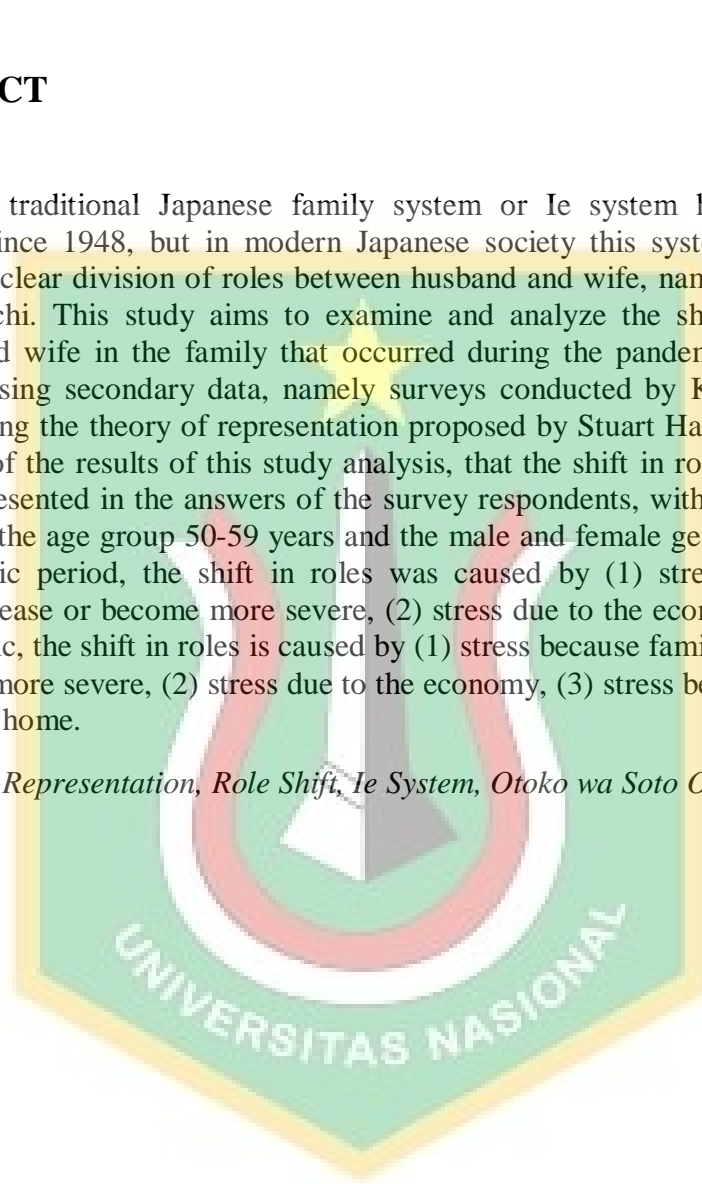 CT
traditional Japanese family system or Ie system h
ince 1948, but in modern Japanese society this syst
clear division of roles between husband and wife, nan
chi. This study aims to examine and analyze the sh
d wife in the family that occurred during the pandem
sing secondary data, namely surveys conducted by K
ng the theory of representation proposed by Stuart Ha
of the results of this study analysis, that the shift in ro
esented in the answers of the survey respondents, with
the age group 50-59 years and the male and female ge
ic period, the shift in roles was caused by (1) stre
ease or become more severe, (2) stress due to the econ
ic, the shift in roles is caused by (1) stress because fami
more severe, (2) stress due to the economy, (3) stress be
home.
Representation, Role Shift, Ie System, Otoko wa Soto O
UNIVERSITAS NASIONAL